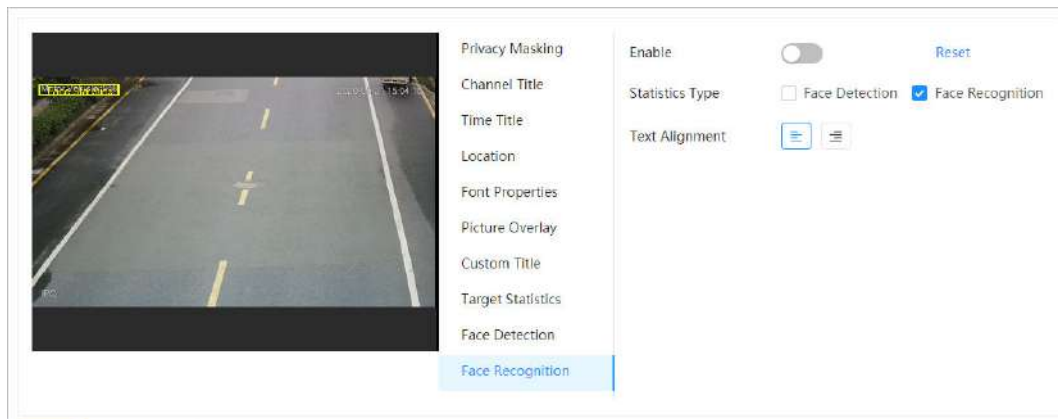 Privacy Masking
Channel Title
Time Title
Location
Font Properties
Picture Overlay
Custom Title
Target Statistics
Face Detection
Face Recognition
Enable
Reset
Statistics Type
Face Detection
Face Recognition
Text Alignment
IPC